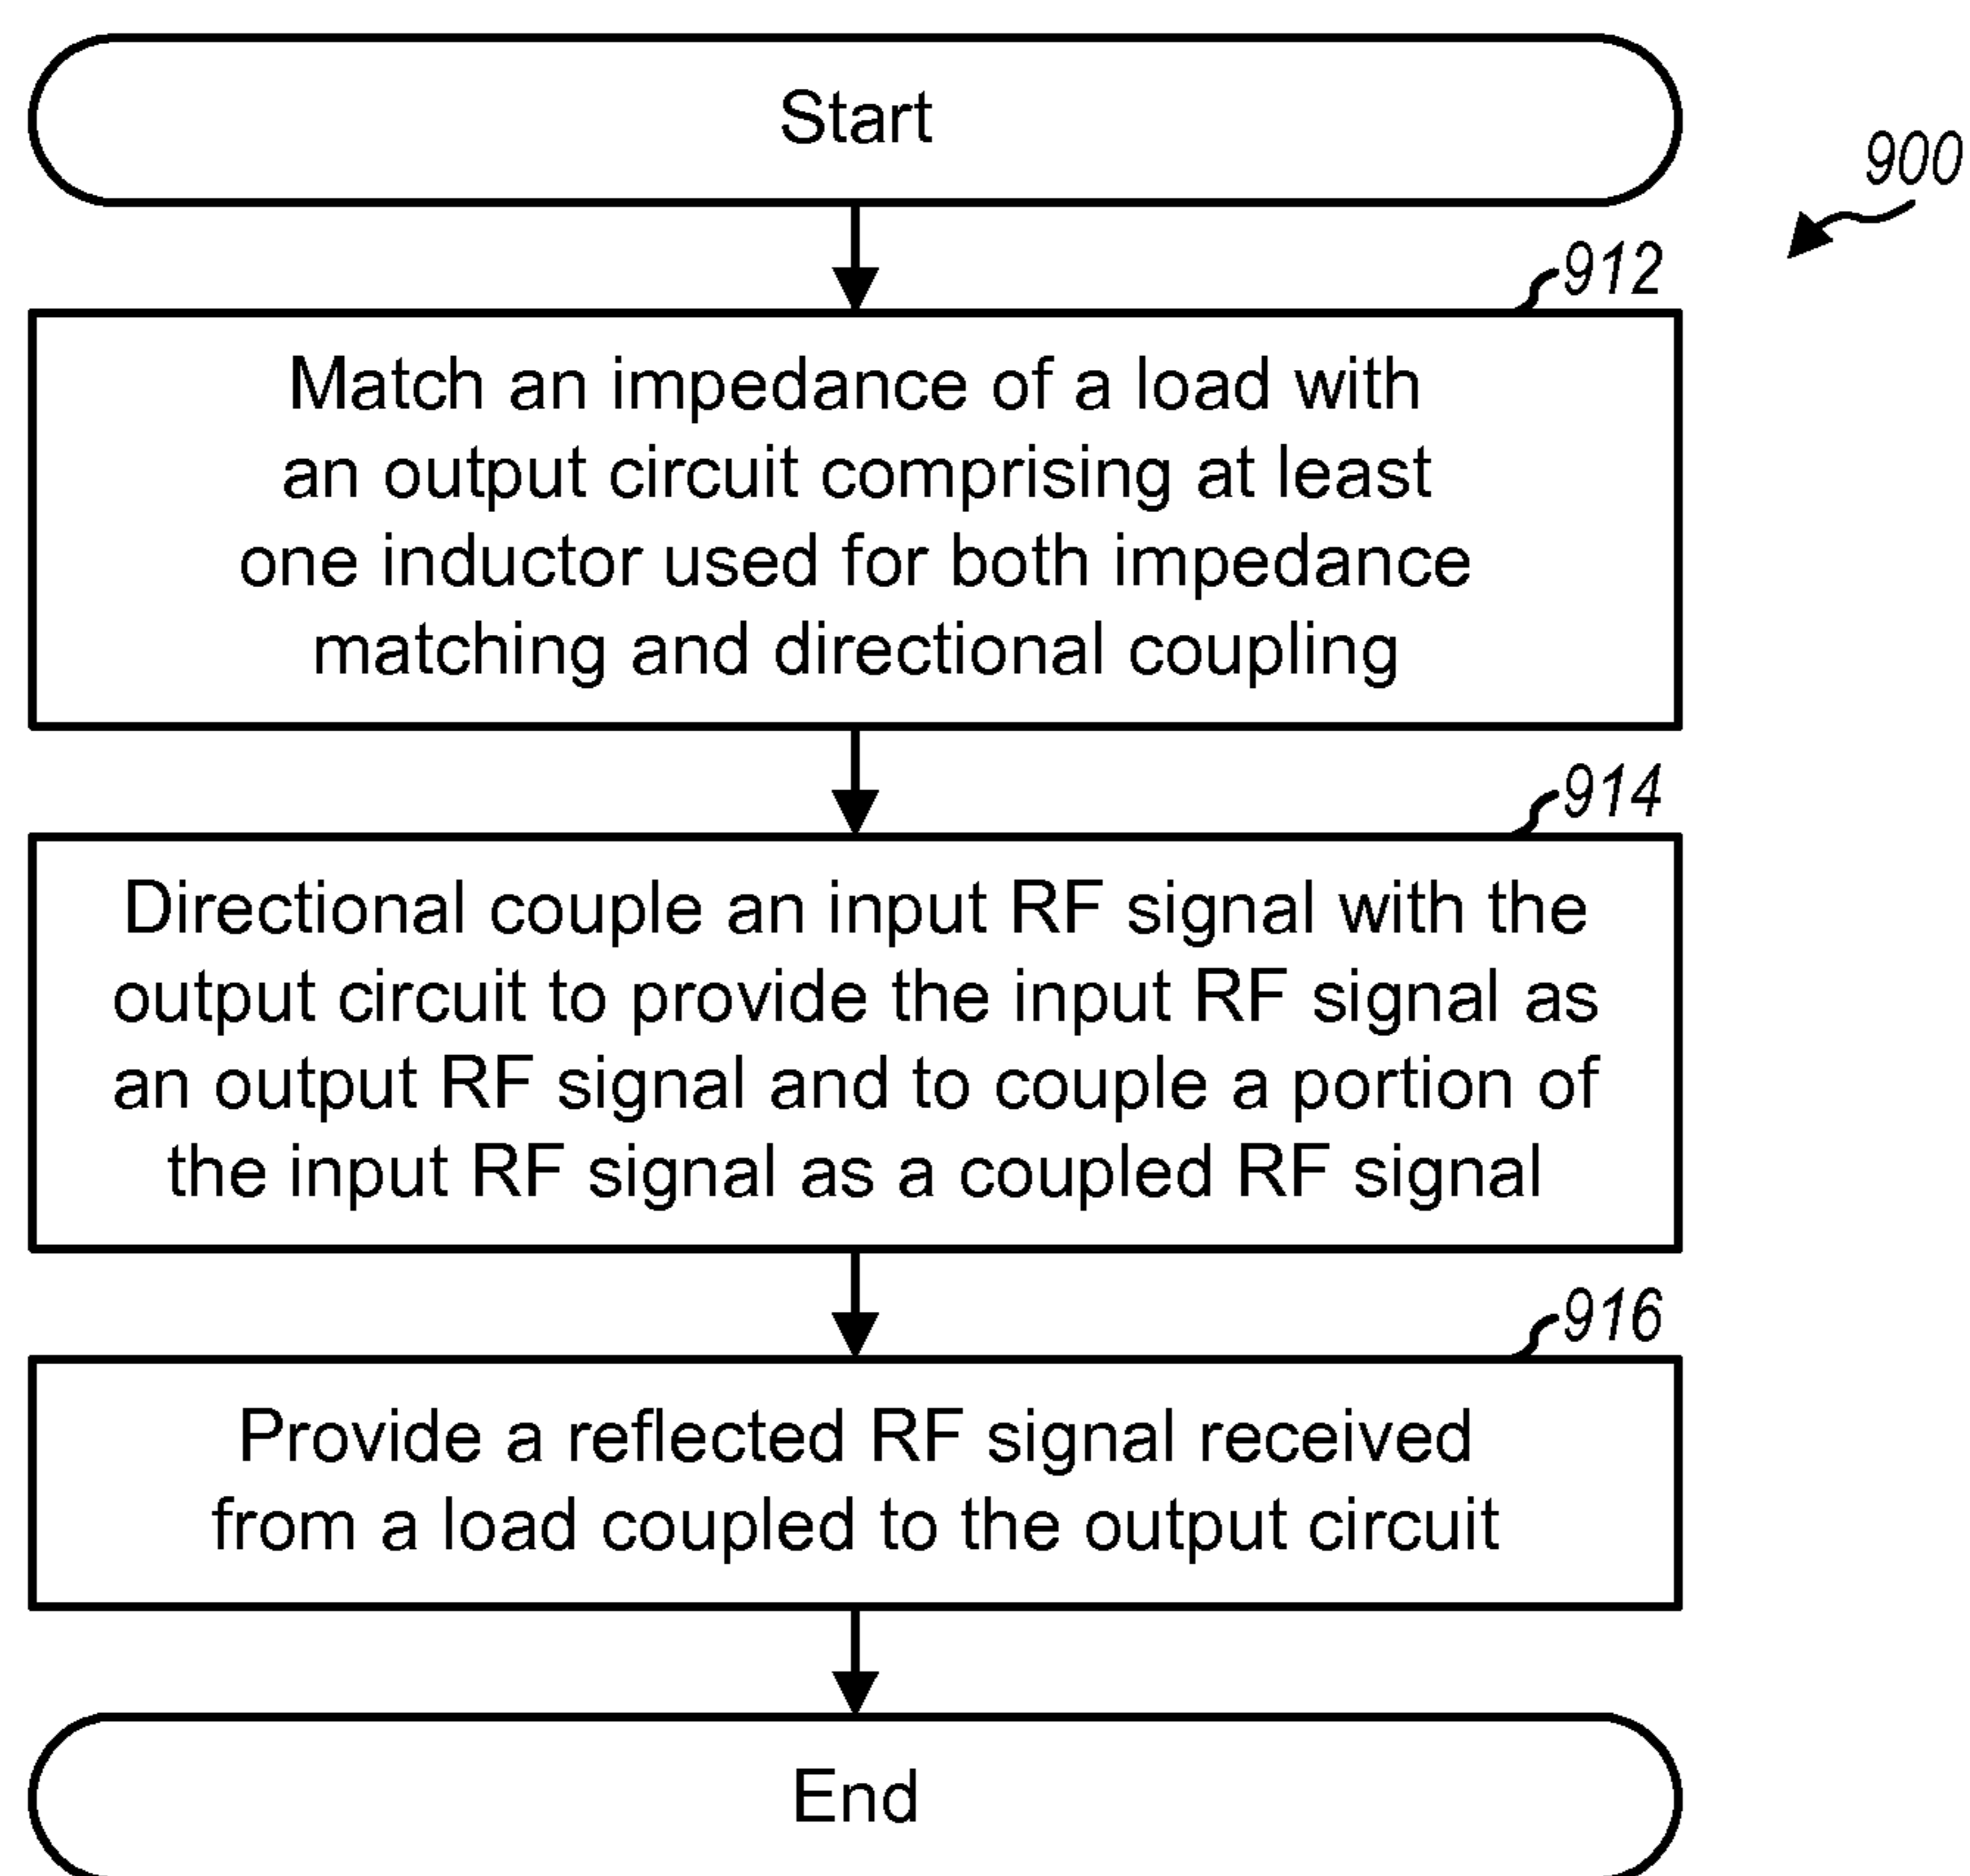 Start
900
912
Match an impedance of a load with
an output circuit comprising at least
one inductor used for both impedance
matching and directional coupling
914
Directional couple an input RF signal with the
output circuit to provide the input RF signal as
an output RF signal and to couple a portion of
the input RF signal as a coupled RF signal
916
Provide a reflected RF signal received
from a load coupled to the output circuit
End